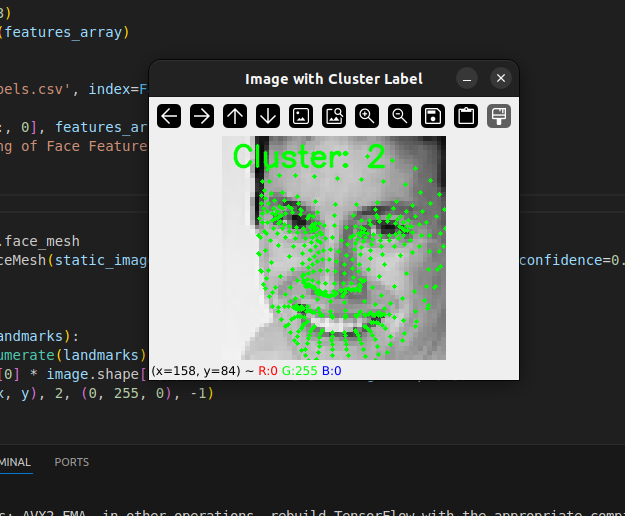 3)
(features_array)
Image with Cluster Label
bels.csv', index=F
:, 0], features_ar
ng of Face Feature
Cluster: 2
.face_mesh
ceMesh(static_imag
confidence=0.
andmarks):
umerate(landmarks)
[0] * image.shape[
(x=158, y=84) ~ R:0 G:255 B:0
x, y), 2, (0, 255, 0), -1)
MINAL PORTS
s: AVX2 FMA, in other operations, rebuild TensorFlow with the appropriate comp